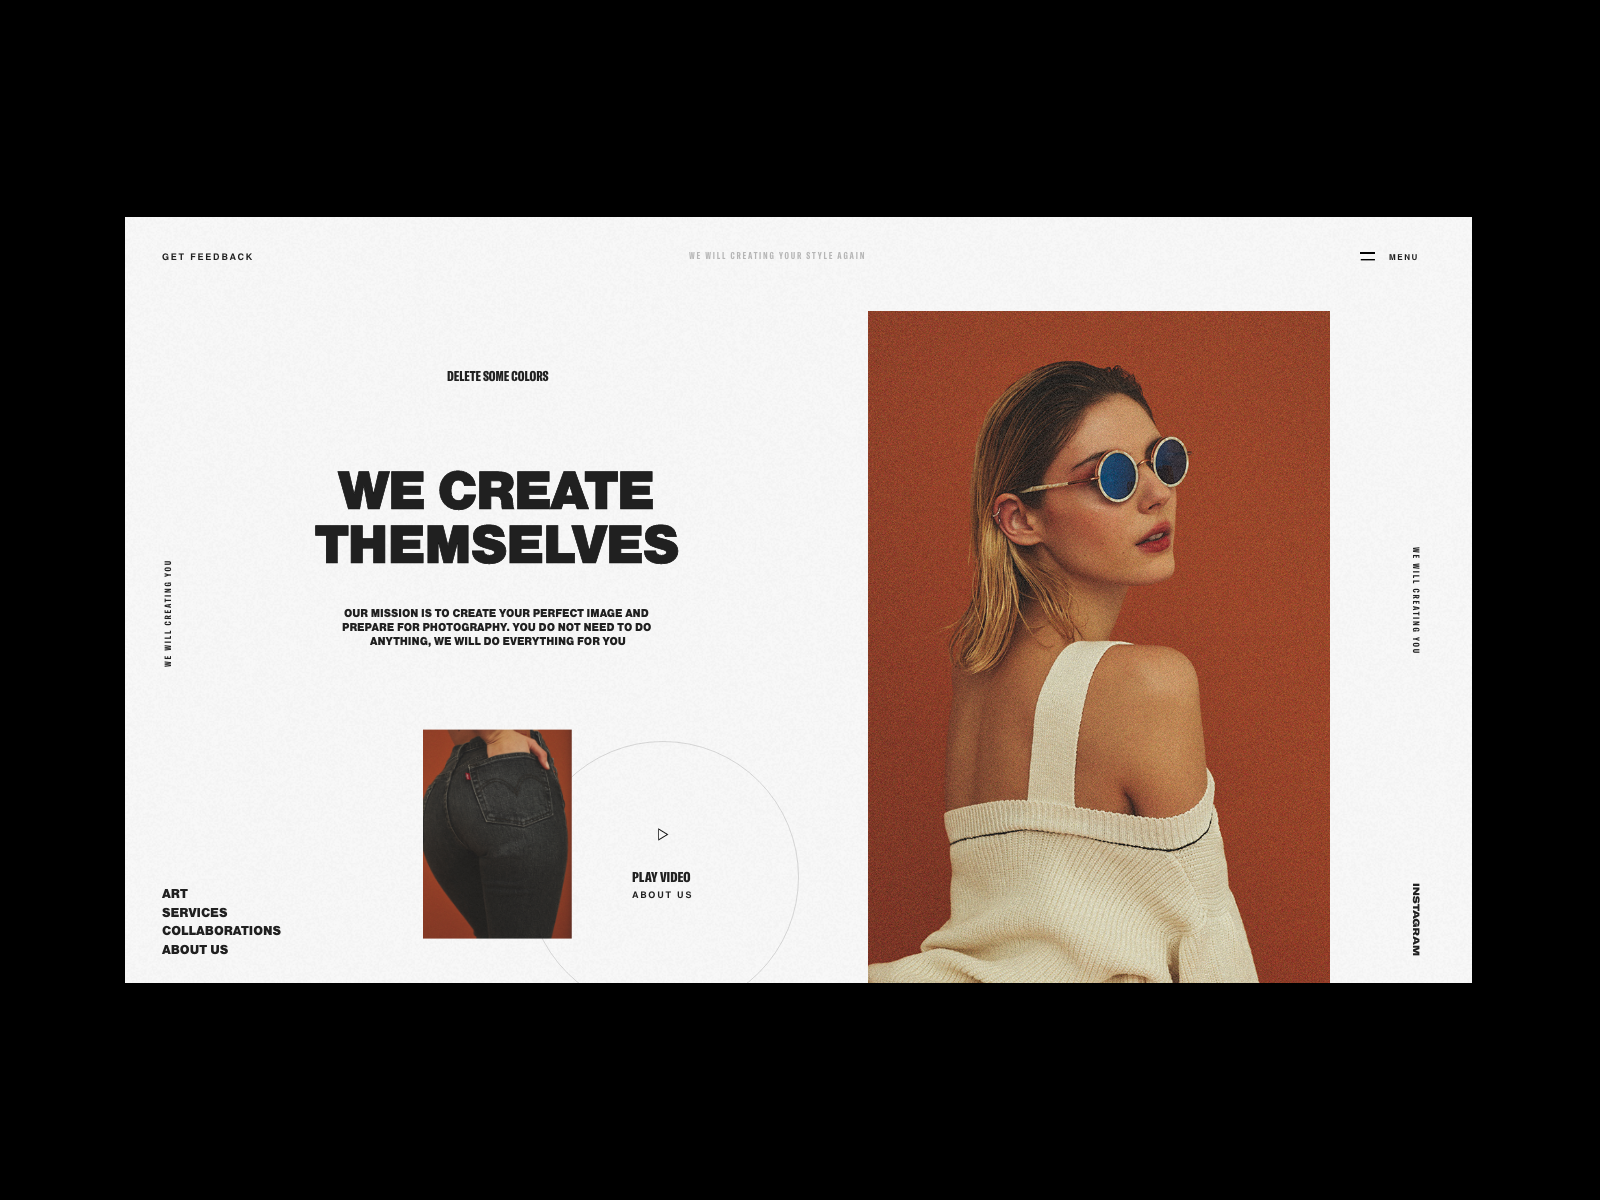 GET FEEDBACK
WE WILL CREATING YOUR STYLE AGAIN
MENU
DELETE SOME COLORS
WE CREATE
THEMSELVES
OUR MISSION IS TO CREATE YOUR PERFECT IMAGE AND
PREPARE FOR PHOTOGRAPHY. YOU DO NOT NEED TO DO
ANYTHING, WE WILL DO EVERYTHING FOR YOU
WE WILL CREATING YOU
WE WILL CREATING YOU
PLAY VIDEO
ABOUT US
ART
SERVICES
COLLABORATIONS
ABOUT US
INSTAGRAM